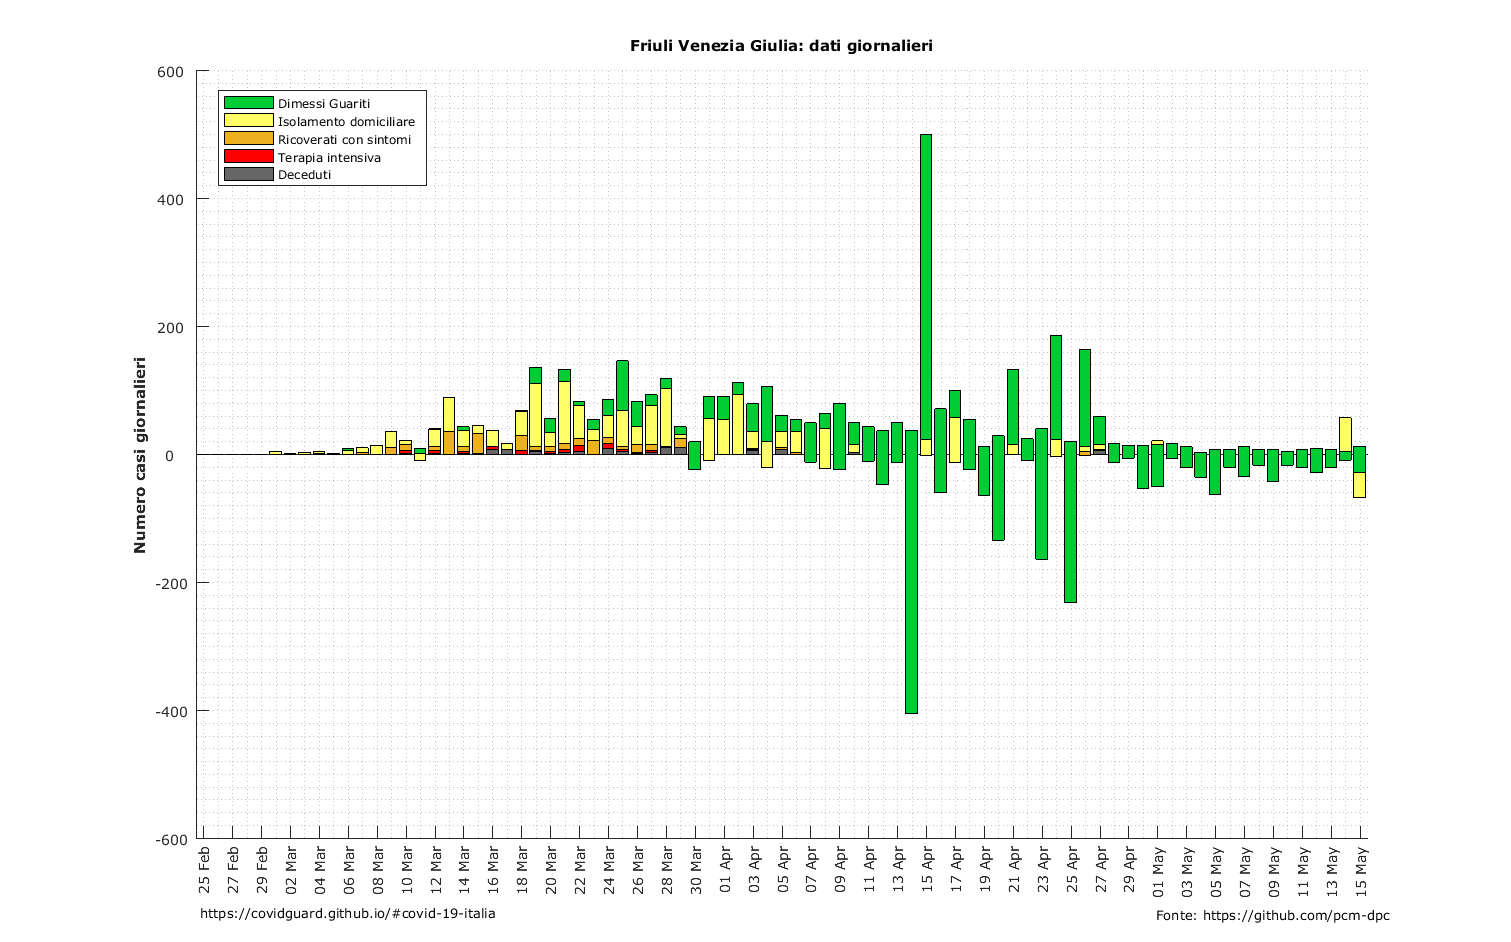 Friuli Venezia Giulia: dati giornalieri
600
400
200
0
-200
-400
-600
Numero casi giornalieri
Dimessi Guariti
Isolamento domiciliare
Ricoverati con sintomi
Terapia intensiva
Deceduti
25 Feb
27 Feb
29 Feb
02 Mar
04 Mar
06 Mar
08 Mar
10 Mar
12 Mar
14 Mar
16 Mar
18 Mar
20 Mar
22 Mar
24 Mar
26 Mar
28 Mar
30 Mar
01 Apr
03 Apr
05 Apr
07 Apr
09 Apr
11 Apr
13 Apr
15 Apr
17 Apr
19 Apr
21 Apr
23 Apr
25 Apr
27 Apr
29 Apr
01 May
03 May
05 May
07 May
09 May
11 May
13 May
15 May
https://covidguard.github.io/#covid-19-italia
Fonte: https://github.com/pcm-dpc